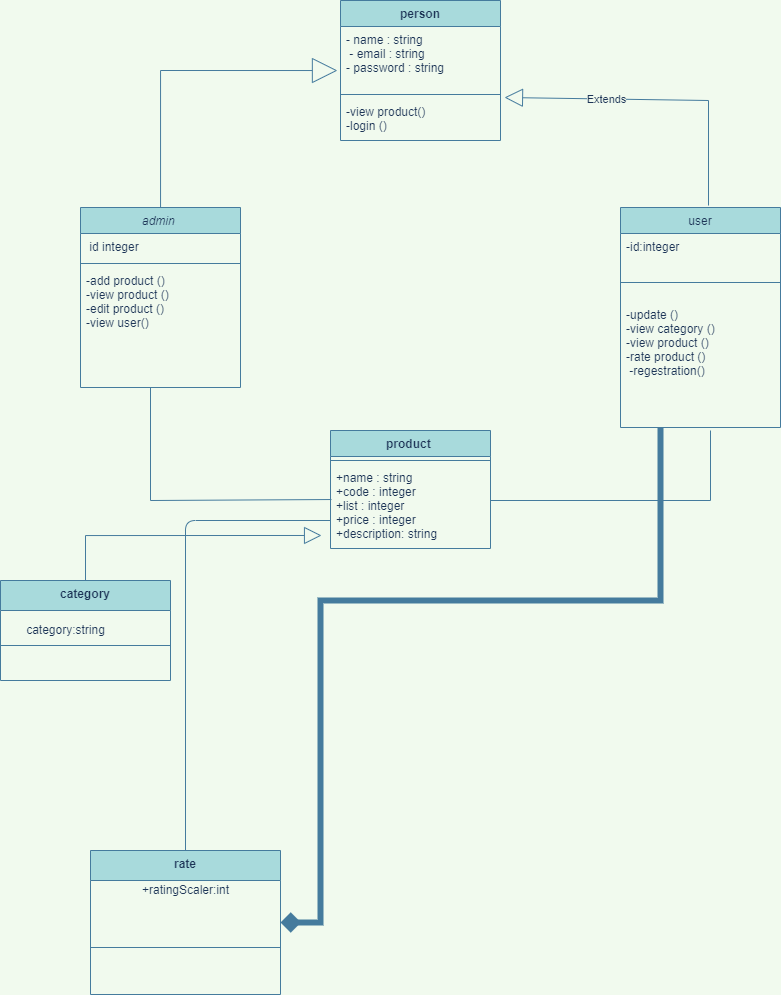 person
- name : string
- email : string
- password : string
-view product()
-login ()
Extends
admin
id integer
-add product ()
-view product ()
-edit product ()
-view user()
user
-id:integer
-update ()
-view category ()
-view product ()
-rate product ()
-regestration()
product
+name : string
+code : integer
+list : integer
+price : integer
+description: string
category
category:string
rate
+ratingScaler:int